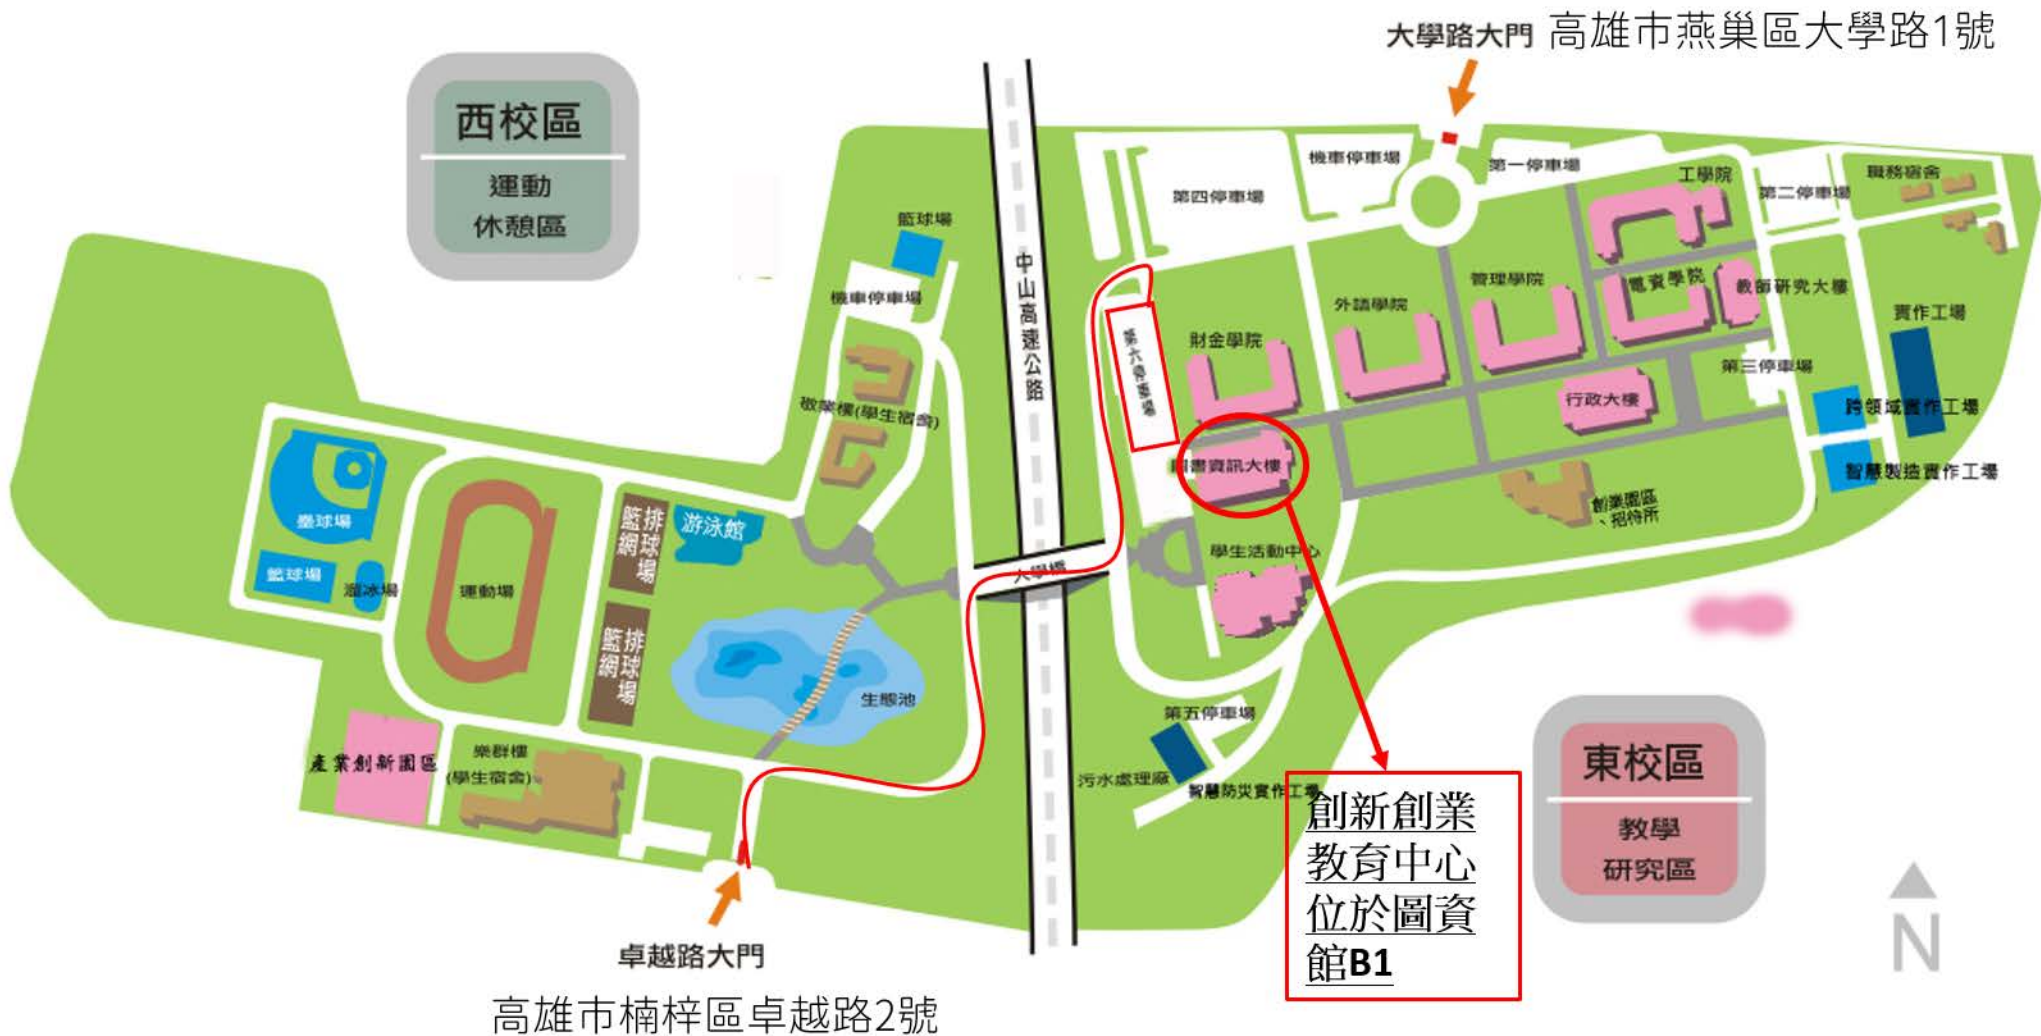 大學路大門 高雄市燕巢區大學路1號
西校區
運動
休憩區
籃球場
機車停車場
敬業樓(學生宿舍)
中山高速公路
第四停車場
機車停車場
第一停車場
工學院
第二停車場
職務宿舍
管理學院
電資學院
教師研究大樓
外語學院
財金學院
第六停車場
實作工場
第三停車場
行政大樓
跨領域實作工場
圖書資訊大樓
智慧製造實作工場
創業園區
、招待所
壘球場
籃球場
溜冰場
運動場
排球場
籃網
游泳館
排球場
籃網
大學橋
學生活動中心
生態池
第五停車場
污水處理廠
智慧防災實作工場
產業創新園區
樂群樓
(學生宿舍)
創新創業
教育中心
位於圖資
館B1
東校區
教學
研究區
N
卓越路大門
高雄市楠梓區卓越路2號